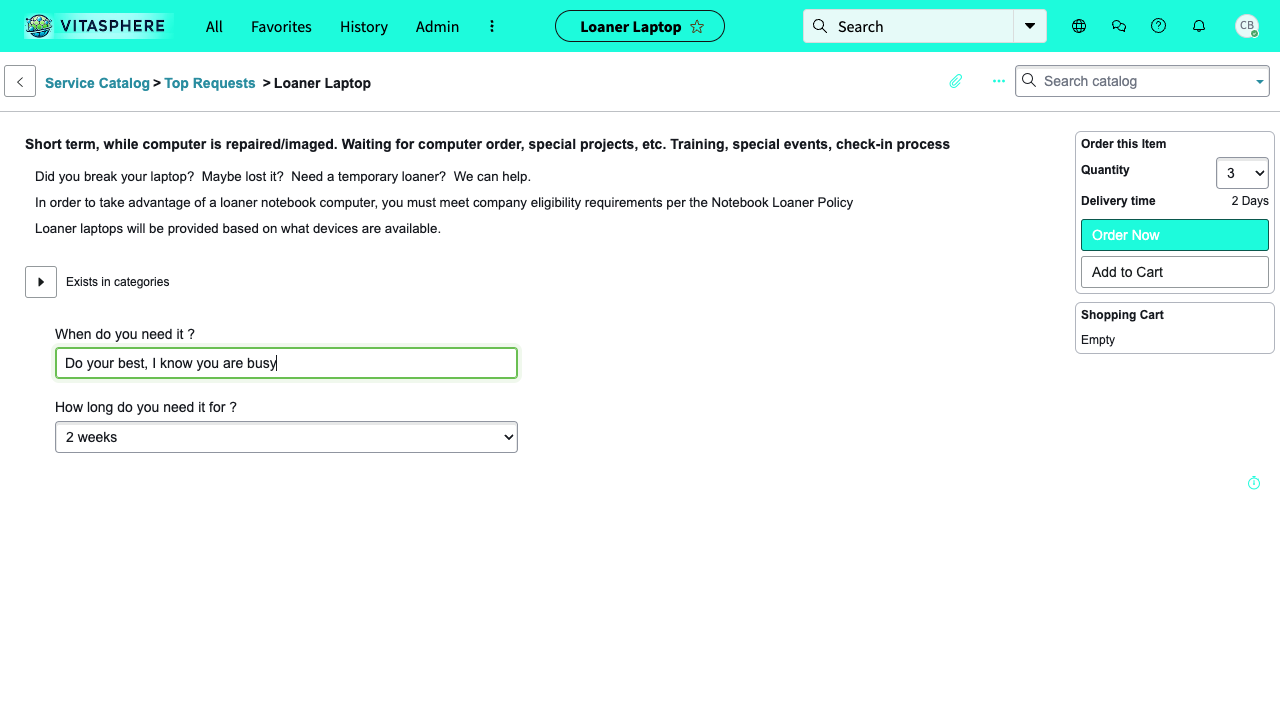 VITASPHERE
All
Favorites
History
Admin
Loaner Laptop
Search
CB
Service Catalog > Top Requests > Loaner Laptop
Search catalog
Short term, while computer is repaired/imaged. Waiting for computer order, special projects, etc. Training, special events, check-in process
Did you break your laptop? Maybe lost it? Need a temporary loaner? We can help.
In order to take advantage of a loaner notebook computer, you must meet company eligibility requirements per the Notebook Loaner Policy
Loaner laptops will be provided based on what devices are available.
Exists in categories
When do you need it ?
Do your best, I know you are busy
How long do you need it for ?
2 weeks
Order this Item
Quantity
3
Delivery time
2 Days
Order Now
Add to Cart
Shopping Cart
Empty